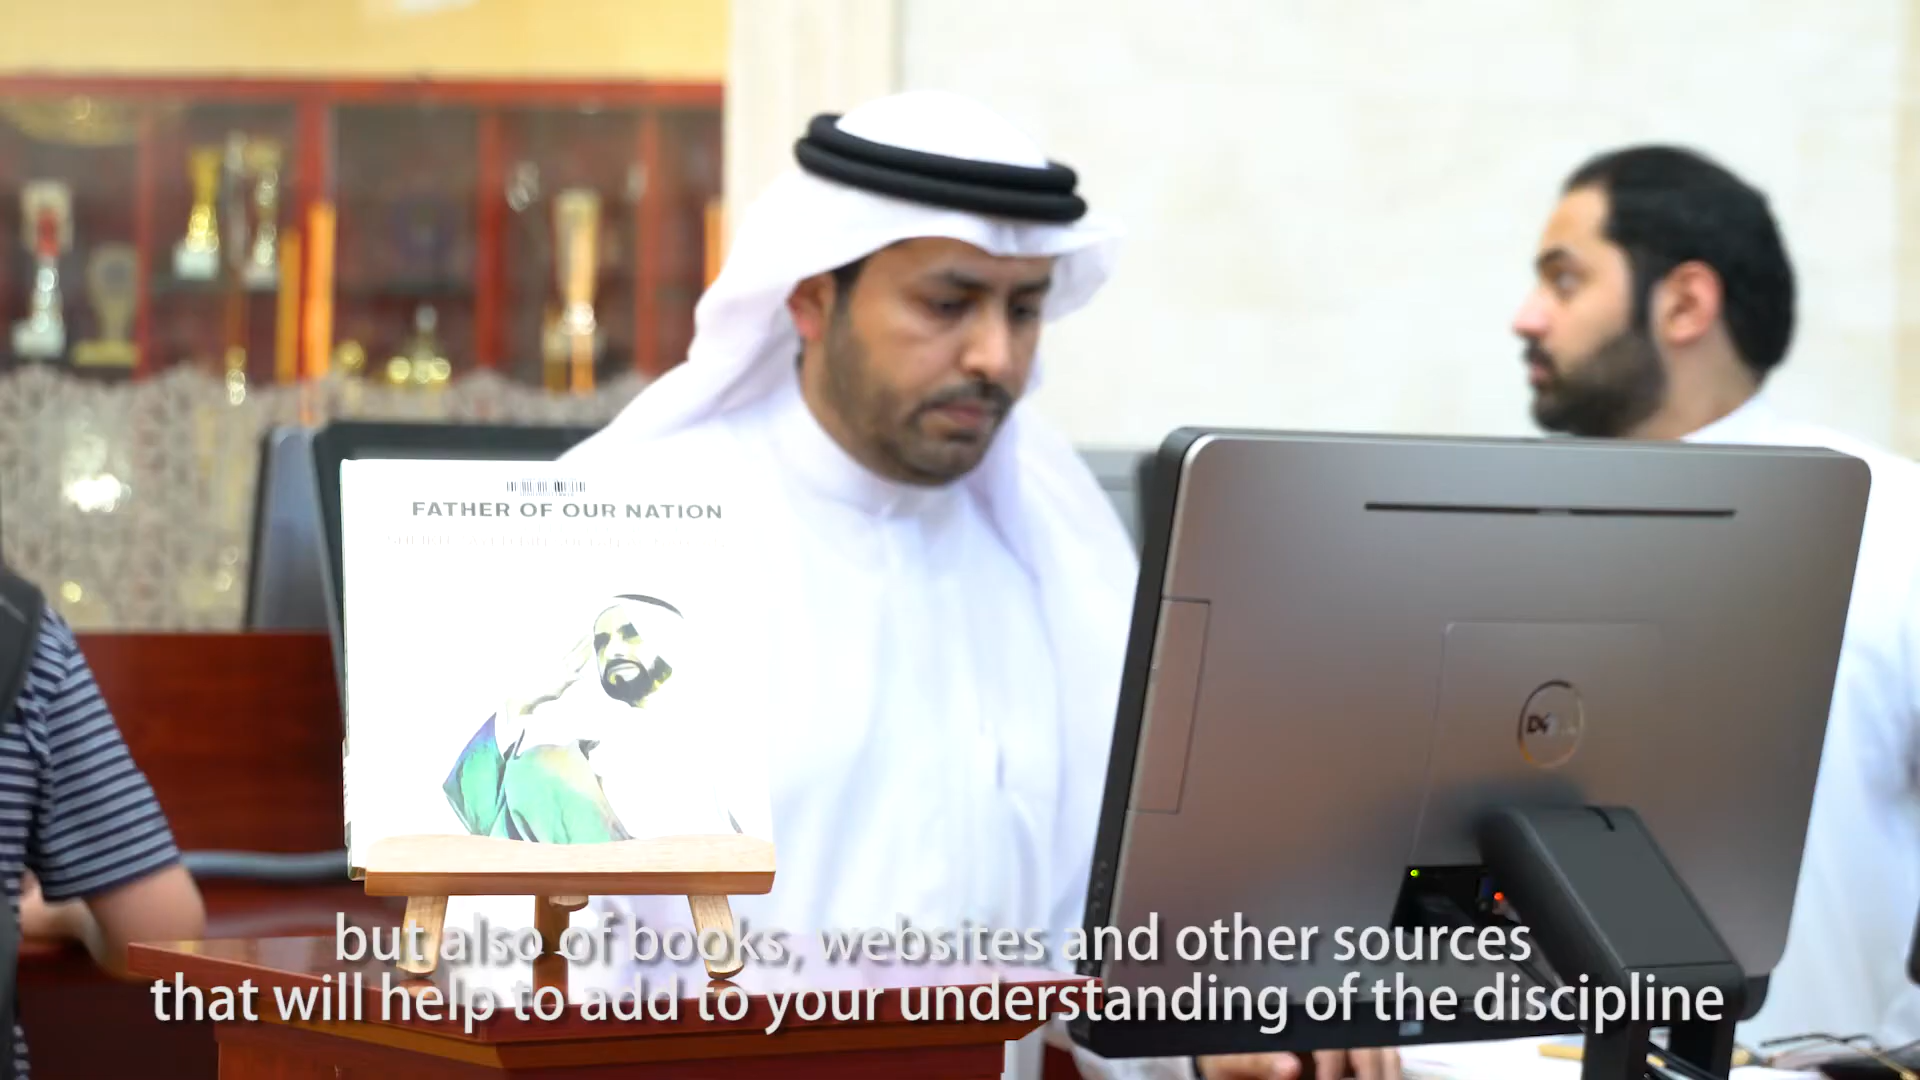 FATHER OF OUR NATION
DELL
but also of books, websites and other sources
that will help to add to your understanding of the discipline